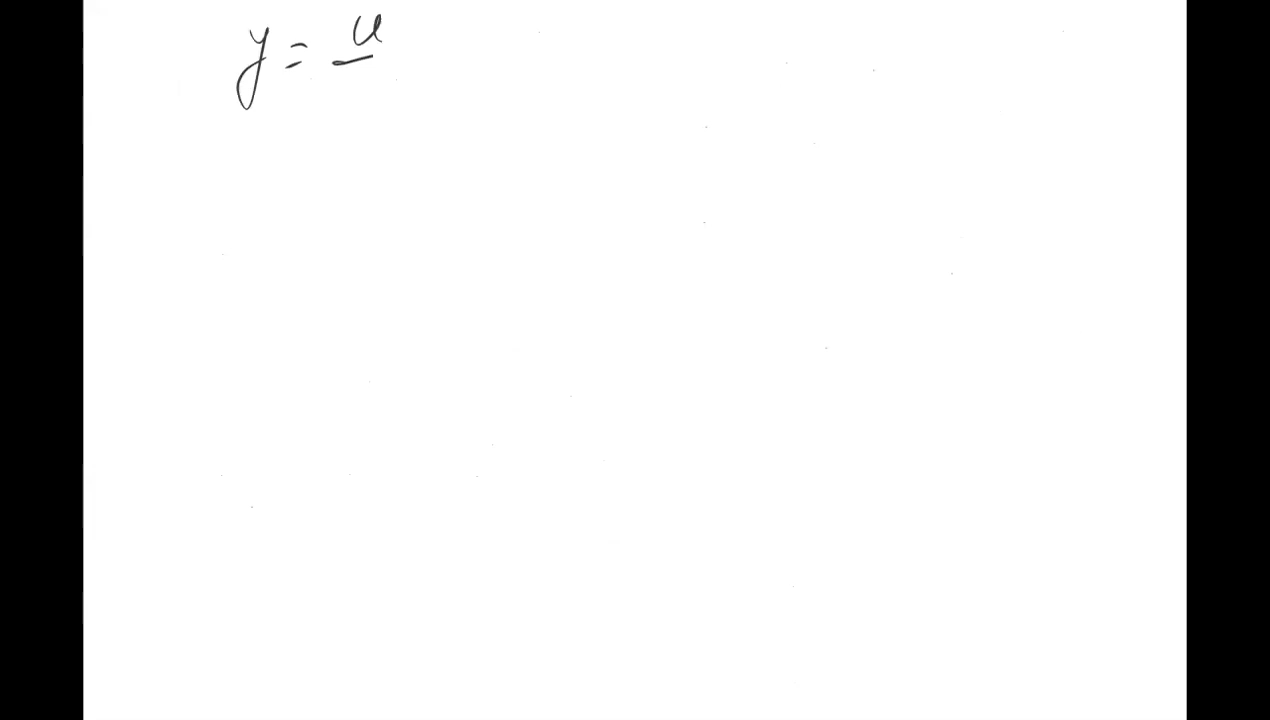 y = u